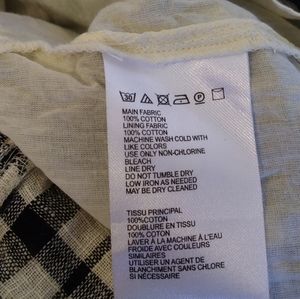 30
MAIN FABRIC
100% COTTON
LINING FABRIC
100% COTTON
MACHINE WASH COLD WITH
LIKE COLORS
USE ONLY NON-CHLORINE
BLEACH
LINE DRY
DO NOT TUMBLE DRY
LOW IRON AS NEEDED
MAY BE DRY CLEANED
TISSU PRINCIPAL
100% COTON
DOUBLURE EN TISSU
100%COTON
LAVER À LA MACHINE À L'EAU
FROIDE AVEC COULEURS
SIMILAIRES
UTILISER UN AGENT DE
BLANCHIMENT SANS CHLORE
SI NÉCESSAIRE